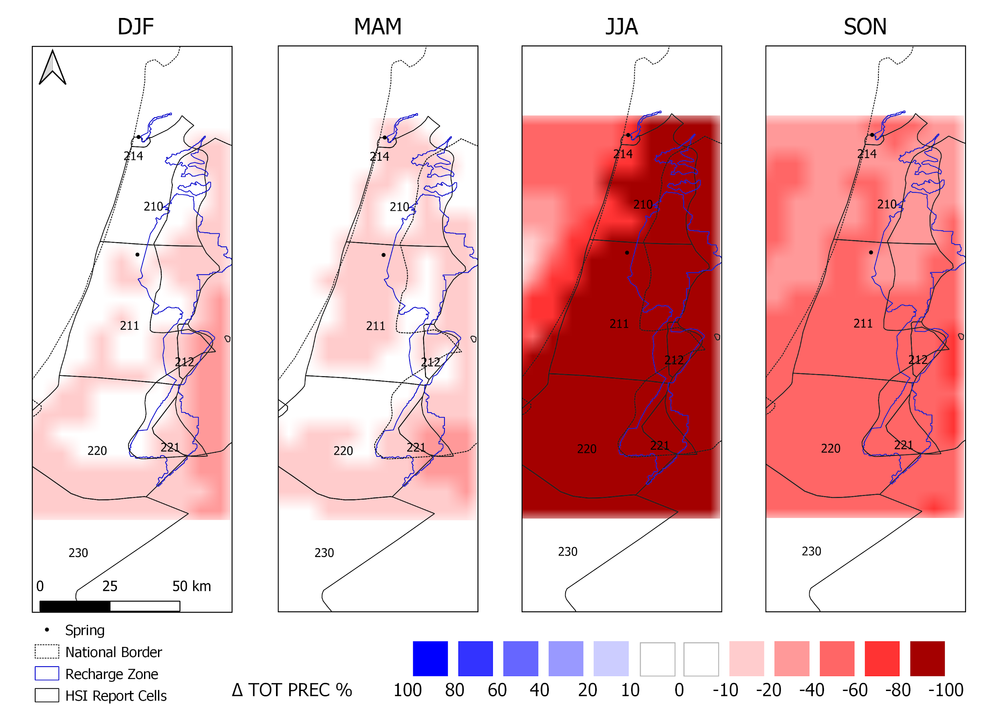 DJF MAM JJA SON
214 214 214 214
210 210 210 210
211 211 211 211
212 212 212 212
220 221 220 221 220 221 220 221
230 230 230 230
0 25 50 km
Spring
National Border
Recharge Zone
HSI Report Cells
Δ TOT PREC % 100 80 60 40 20 10 0 -10 -20 -40 -60 -80 -100